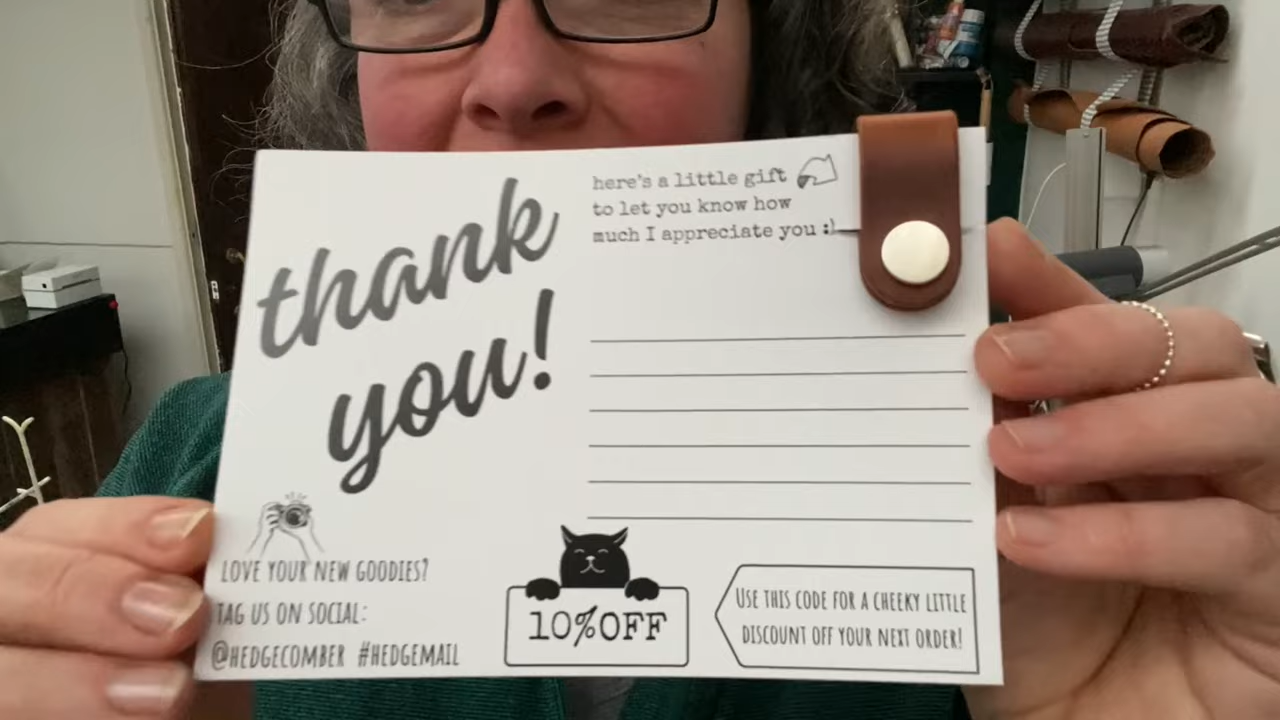 thank
you!
here's a little gift
to let you know how
much I appreciate you :)
LOVE YOUR NEW GOODIES?
TAG US ON SOCIAL:
@HEDGECOMBER #HEDGEMAIL
10%OFF
USE THIS CODE FOR A CHEEKY LITTLE
DISCOUNT OFF YOUR NEXT ORDER!